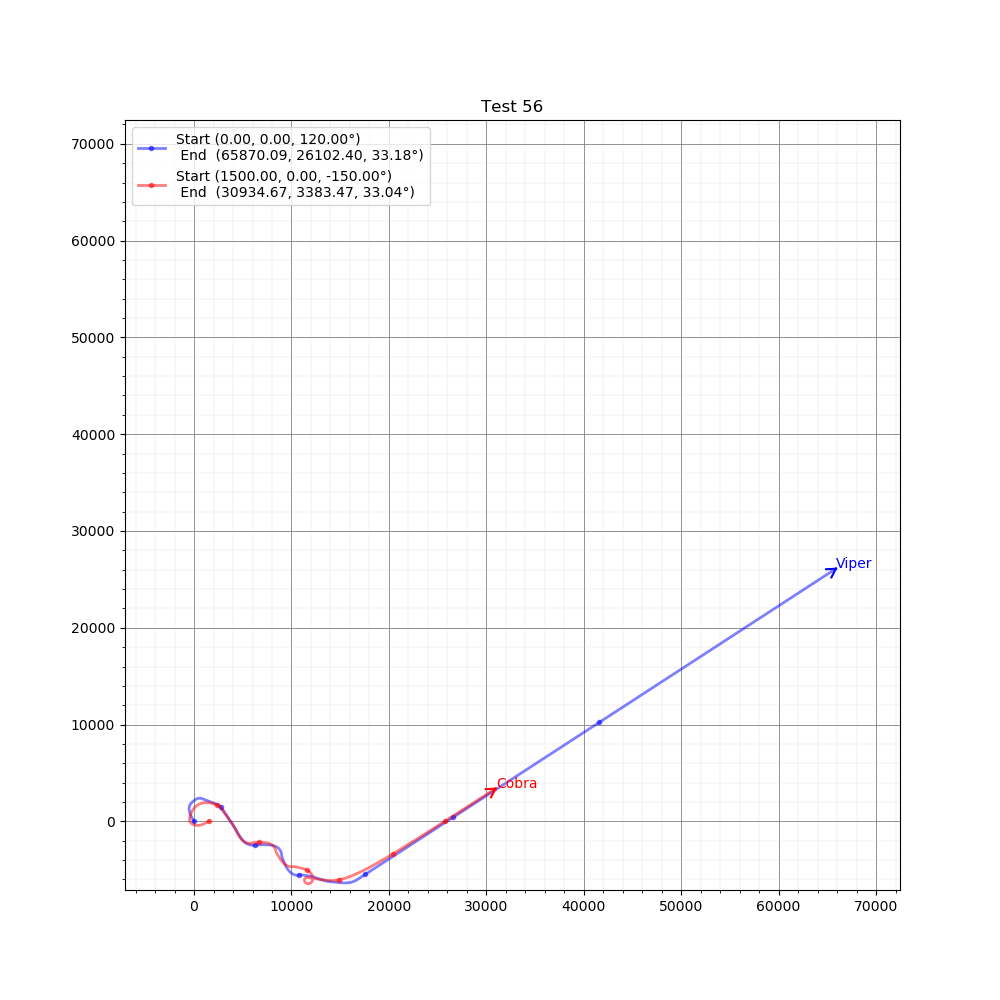 Test 56
Start (0.00, 0.00, 120.00°)
End  (65870.09, 26102.40, 33.18°)
Start (1500.00, 0.00, -150.00°)
End  (30934.67, 3383.47, 33.04°)
70000
60000
50000
40000
30000
20000
10000
0
Viper
Cobra
0 10000 20000 30000 40000 50000 60000 70000